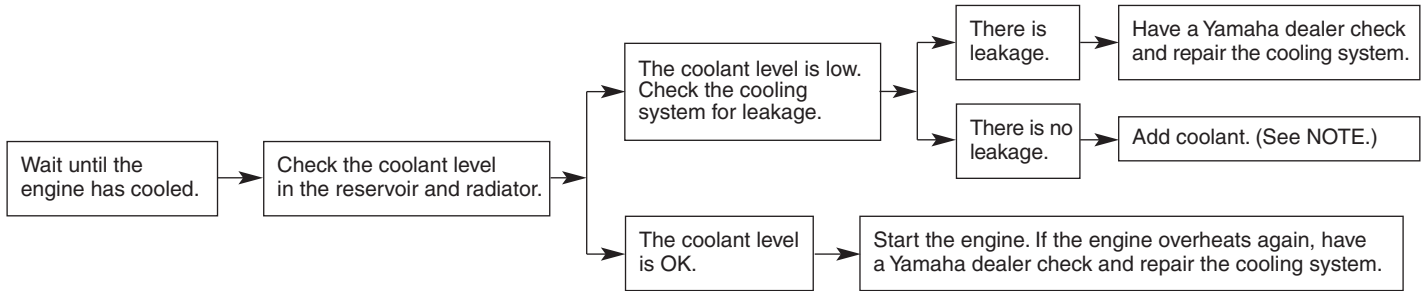 Wait until the
engine has cooled.
Check the coolant level
in the reservoir and radiator.
The coolant level is low.
Check the cooling
system for leakage.
There is
leakage.
Have a Yamaha dealer check
and repair the cooling system.
There is no
leakage.
Add coolant. (See NOTE.)
The coolant level
is OK.
Start the engine. If the engine overheats again, have
a Yamaha dealer check and repair the cooling system.